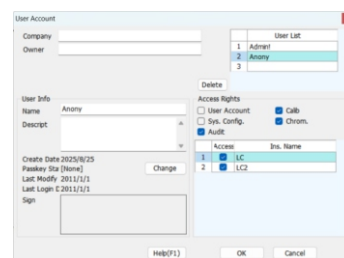 User Account
Company
Owner
User List
1 Admin!
2 Anony
3
Delete
User Info
Name Anony
Descript
Create Date 2025/8/25
Passkey Sta [None]
Last Modify 2011/1/1
Last Login D 2011/1/1
Change
Sign
Access Rights
User Account Calib
Sys. Config. Chrom.
Audit
Access Ins. Name
1 LC
2 LC2
Help(F1) OK Cancel